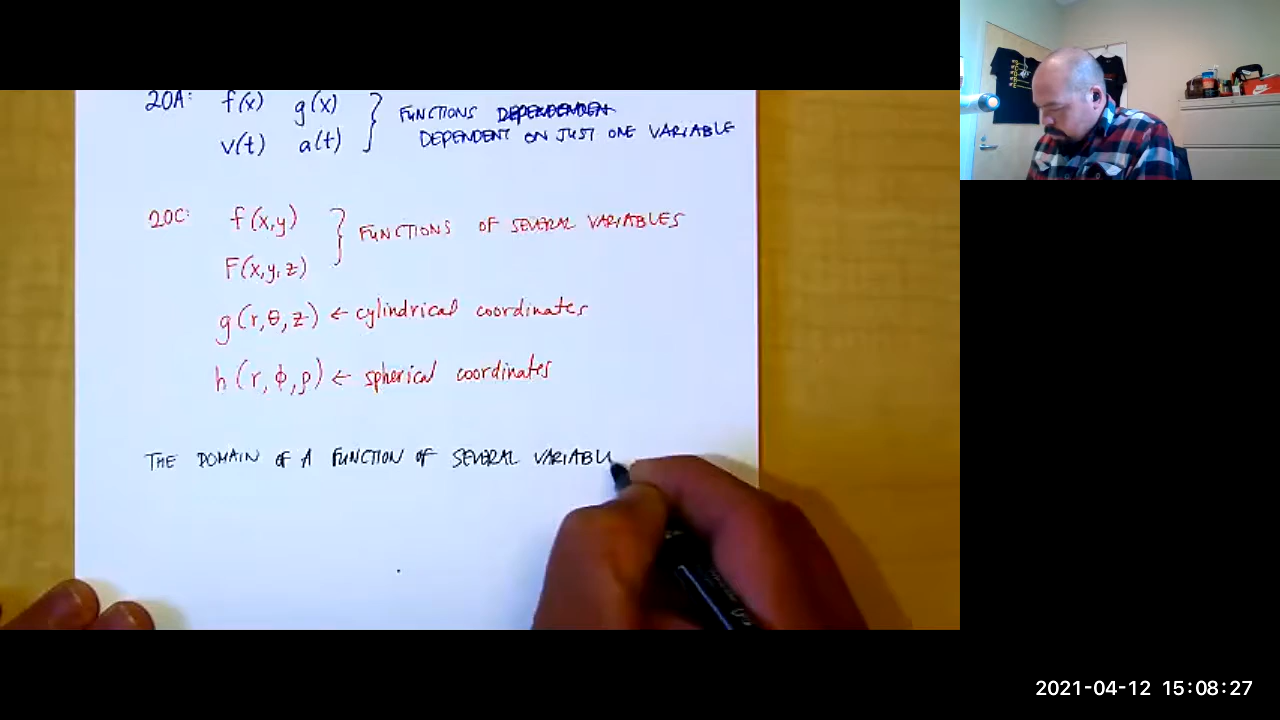 20A: f(x) g(x) } FUNCTIONS DEPENDENDENT
v(t) a(t) DEPENDENT ON JUST ONE VARIABLE
20C: f(x,y) } FUNCTIONS OF SEVERAL VARIABLES
F(x,y,z)
g(r,θ,z) ← cylindrical coordinates
h(r,ϕ,ρ) ← spherical coordinates
THE DOMAIN OF A FUNCTION OF SEVERAL VARIABL
2021-04-12 15:08:27